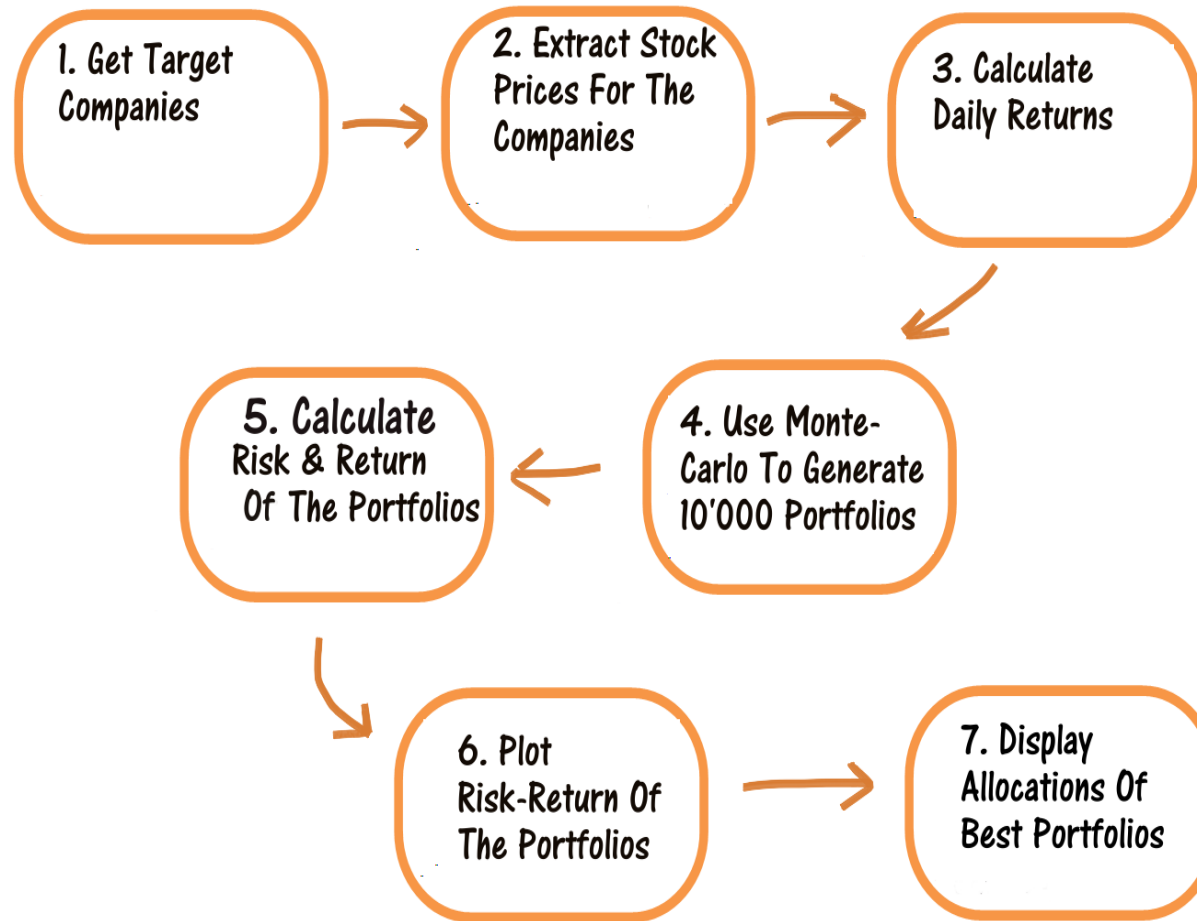 1. Get Target
Companies
2. Extract Stock
Prices For The
Companies
3. Calculate
Daily Returns
4. Use Monte-
Carlo To Generate
10'000 Portfolios
5. Calculate
Risk & Return
Of The Portfolios
6. Plot
Risk-Return Of
The Portfolios
7. Display
Allocations Of
Best Portfolios